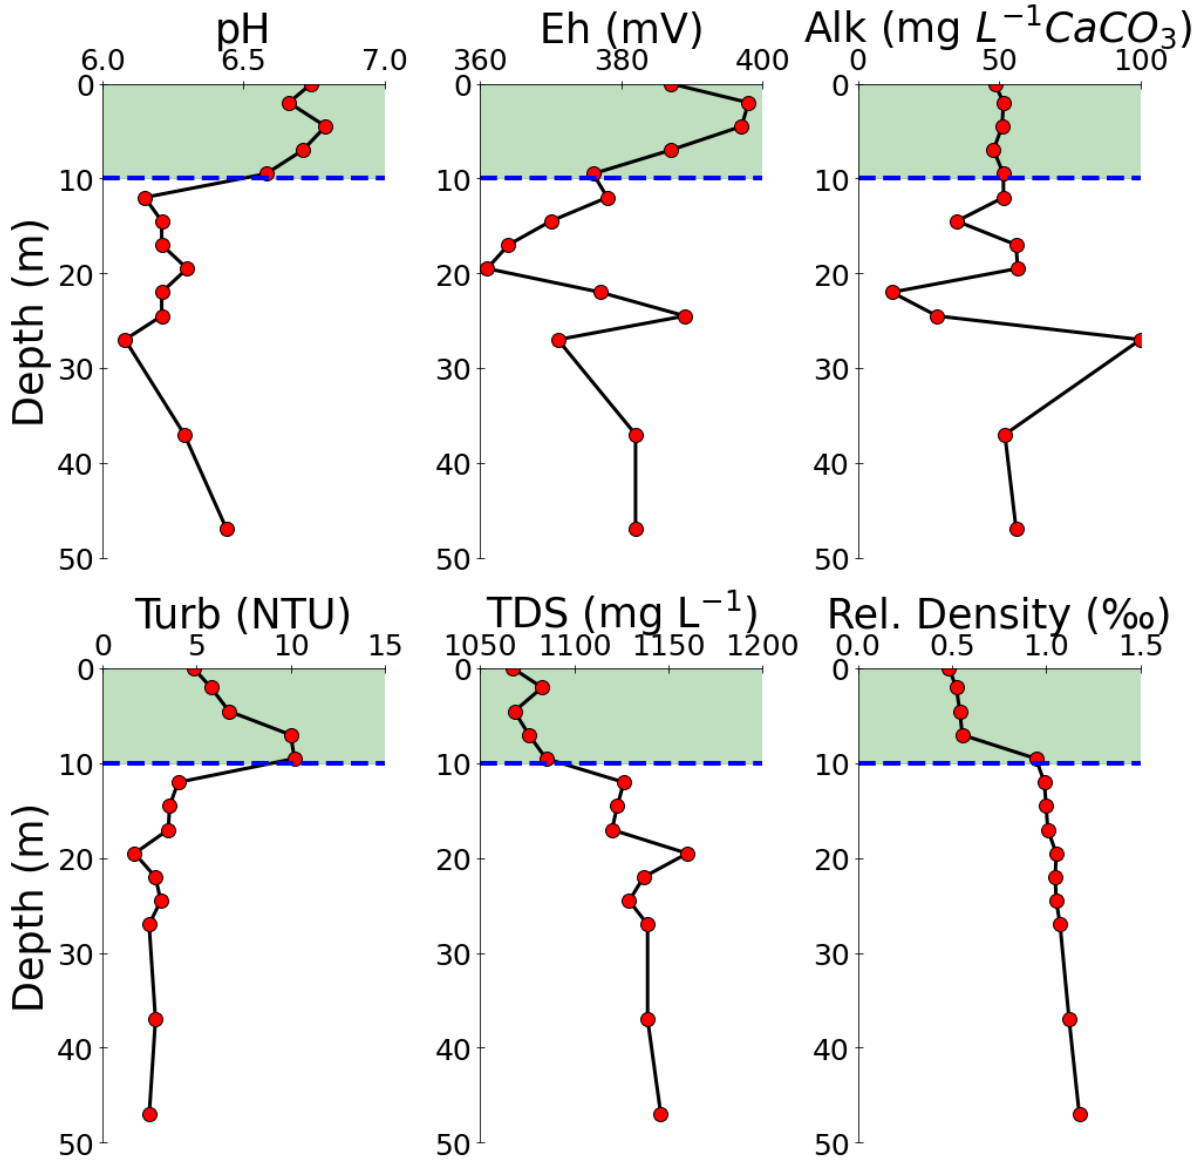 pH
Eh (mV)
Alk (mg L⁻¹CaCO₃)
6.0 6.5 7.0
360 380 400
0 50 100
0 0 0
10 10 10
20 20 20
30 30 30
40 40 40
50 50 50
Depth (m)
Turb (NTU)
TDS (mg L⁻¹)
Rel. Density (‰)
0 5 10 15
1050 1100 1150 1200
0.0 0.5 1.0 1.5
0 0 0
10 10 10
20 20 20
30 30 30
40 40 40
50 50 50
Depth (m)